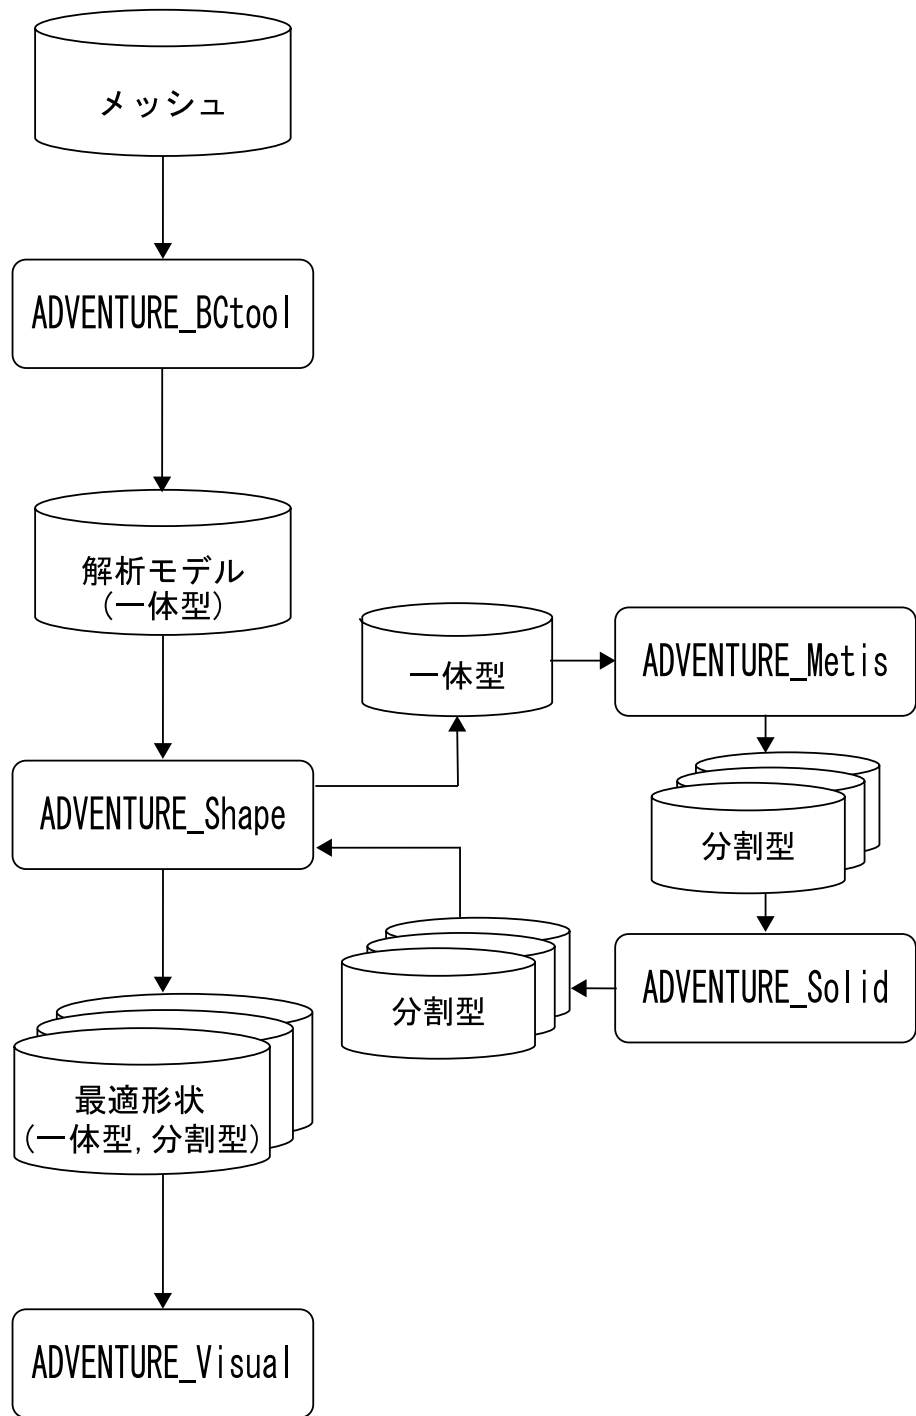 メッシュ
ADVENTURE_BCtool
解析モデル
(一体型)
一体型
ADVENTURE_Metis
ADVENTURE_Shape
分割型
ADVENTURE_Solid
分割型
最適形状
(一体型,分割型)
ADVENTURE_Visual